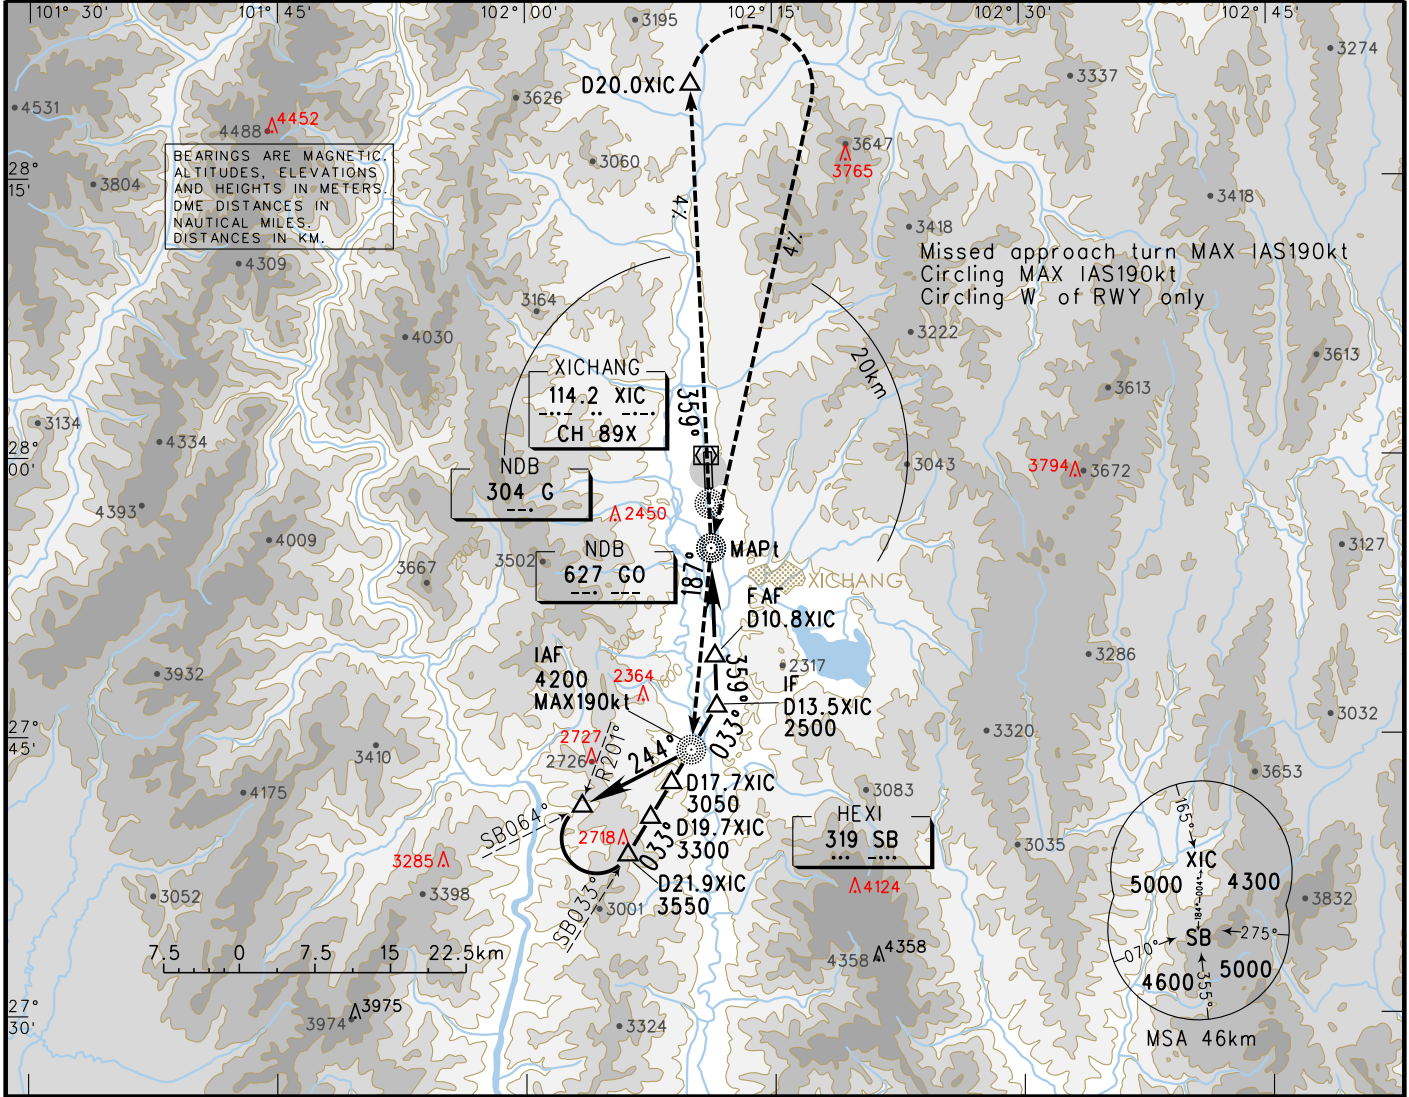 101° 30'
101° 45'
102° 00'
102° 15'
102° 30'
102° 45'
3195
3274
3337
D20.0XIC
3626
4531
4452
4488
BEARINGS ARE MAGNETIC.
ALTITUDES, ELEVATIONS
AND HEIGHTS IN METERS.
DME DISTANCES IN
NAUTICAL MILES.
DISTANCES IN KM.
28°
15'
3804
3060
3647
3765
3418
3418
4%
4%
Missed approach turn MAX IAS190kt
Circling MAX IAS190kt
Circling W of RWY only
4309
3164
4030
3222
3613
3613
20km
XICHANG
114.2 XIC
CH 89X
359°
3134
4334
28°
00'
NDB
304 G
3043
3794
3672
4393
2450
4009
3502
3667
2800
NDB
627 GO
MAPt
187°
XICHANG
3127
FAF
D10.8XIC
2200
1800
IAF
4200
MAX190kt
2364
359°
2317
3286
3932
IF
D13.5XIC
2500
3032
27°
45'
3320
2727
2726
R201°
244°
033°
3410
3653
4175
D17.7XIC
3050
3083
SB064°
D19.7XIC
3300
2718
033°
HEXI
319 SB
3035
3285
D21.9XIC
3550
SB033°
3001
4124
3052
3398
3832
165°
XIC
5000
4300
184°
004°
SB
070°
275°
4600
5000
355°
MSA 46km
7.5 0 7.5 15 22.5km
4358
4358
3975
3974
27°
30'
3324